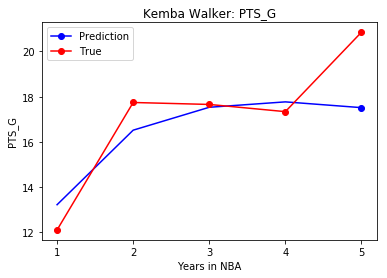 Kemba Walker: PTS_G
Prediction
True
20
18
16
14
12
PTS_G
1
2
3
4
5
Years in NBA